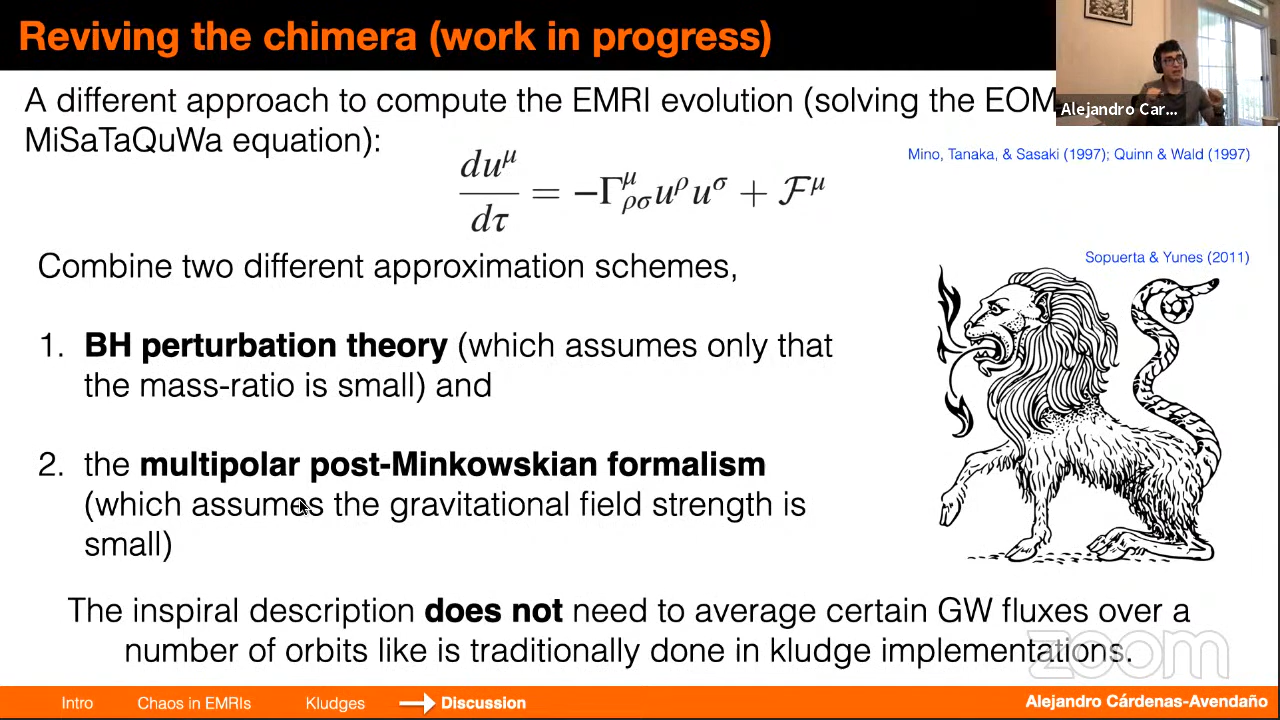 Reviving the chimera (work in progress)
A different approach to compute the EMRI evolution (solving the EOM
MiSaTaQuWa equation):
Alejandro Car...
Mino, Tanaka, & Sasaki (1997); Quinn & Wald (1997)
du^μ/dτ = −Γ^μ_ρσ u^ρ u^σ + ℱ^μ
Combine two different approximation schemes,
Sopuerta & Yunes (2011)
1. BH perturbation theory (which assumes only that
the mass-ratio is small) and
2. the multipolar post-Minkowskian formalism
(which assumes the gravitational field strength is
small)
The inspiral description does not need to average certain GW fluxes over a
number of orbits like is traditionally done in kludge implementations.
zoom
Intro Chaos in EMRIs Kludges Discussion Alejandro Cárdenas-Avendaño